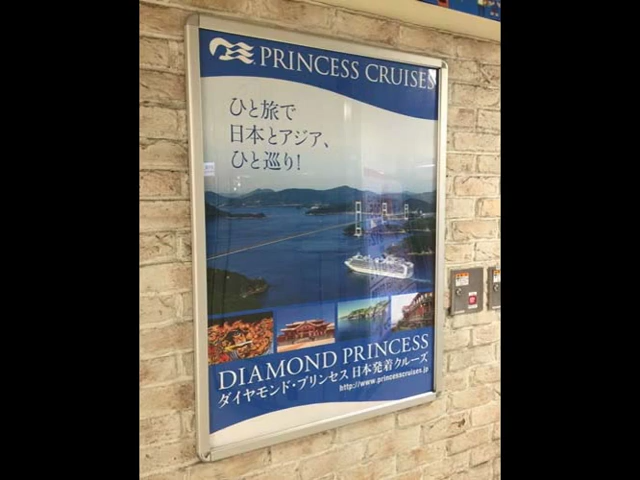 PRINCESS CRUISES
ひと旅で
日本とアジア、
ひと巡り!
DIAMOND PRINCESS
ダイヤモンド・プリンセス 日本発着クルーズ
http://www.princesscruises.jp